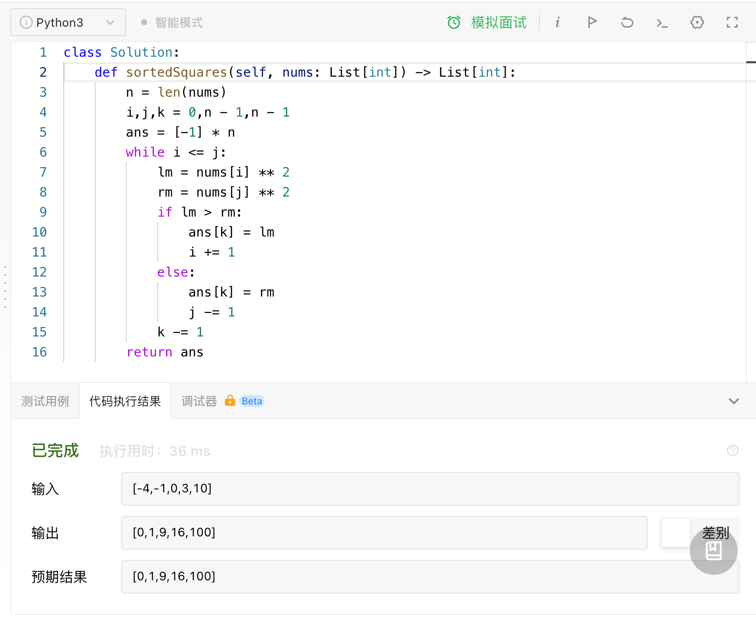 Python3 智能模式 模拟面试
1 class Solution:
2 def sortedSquares(self, nums: List[int]) -> List[int]:
3 n = len(nums)
4 i,j,k = 0,n - 1,n - 1
5 ans = [-1] * n
6 while i <= j:
7 lm = nums[i] ** 2
8 rm = nums[j] ** 2
9 if lm > rm:
10 ans[k] = lm
11 i += 1
12 else:
13 ans[k] = rm
14 j -= 1
15 k -= 1
16 return ans
测试用例 代码执行结果 调试器 Beta
已完成 执行用时: 36 ms
输入 [-4,-1,0,3,10]
输出 [0,1,9,16,100] 差别
预期结果 [0,1,9,16,100]